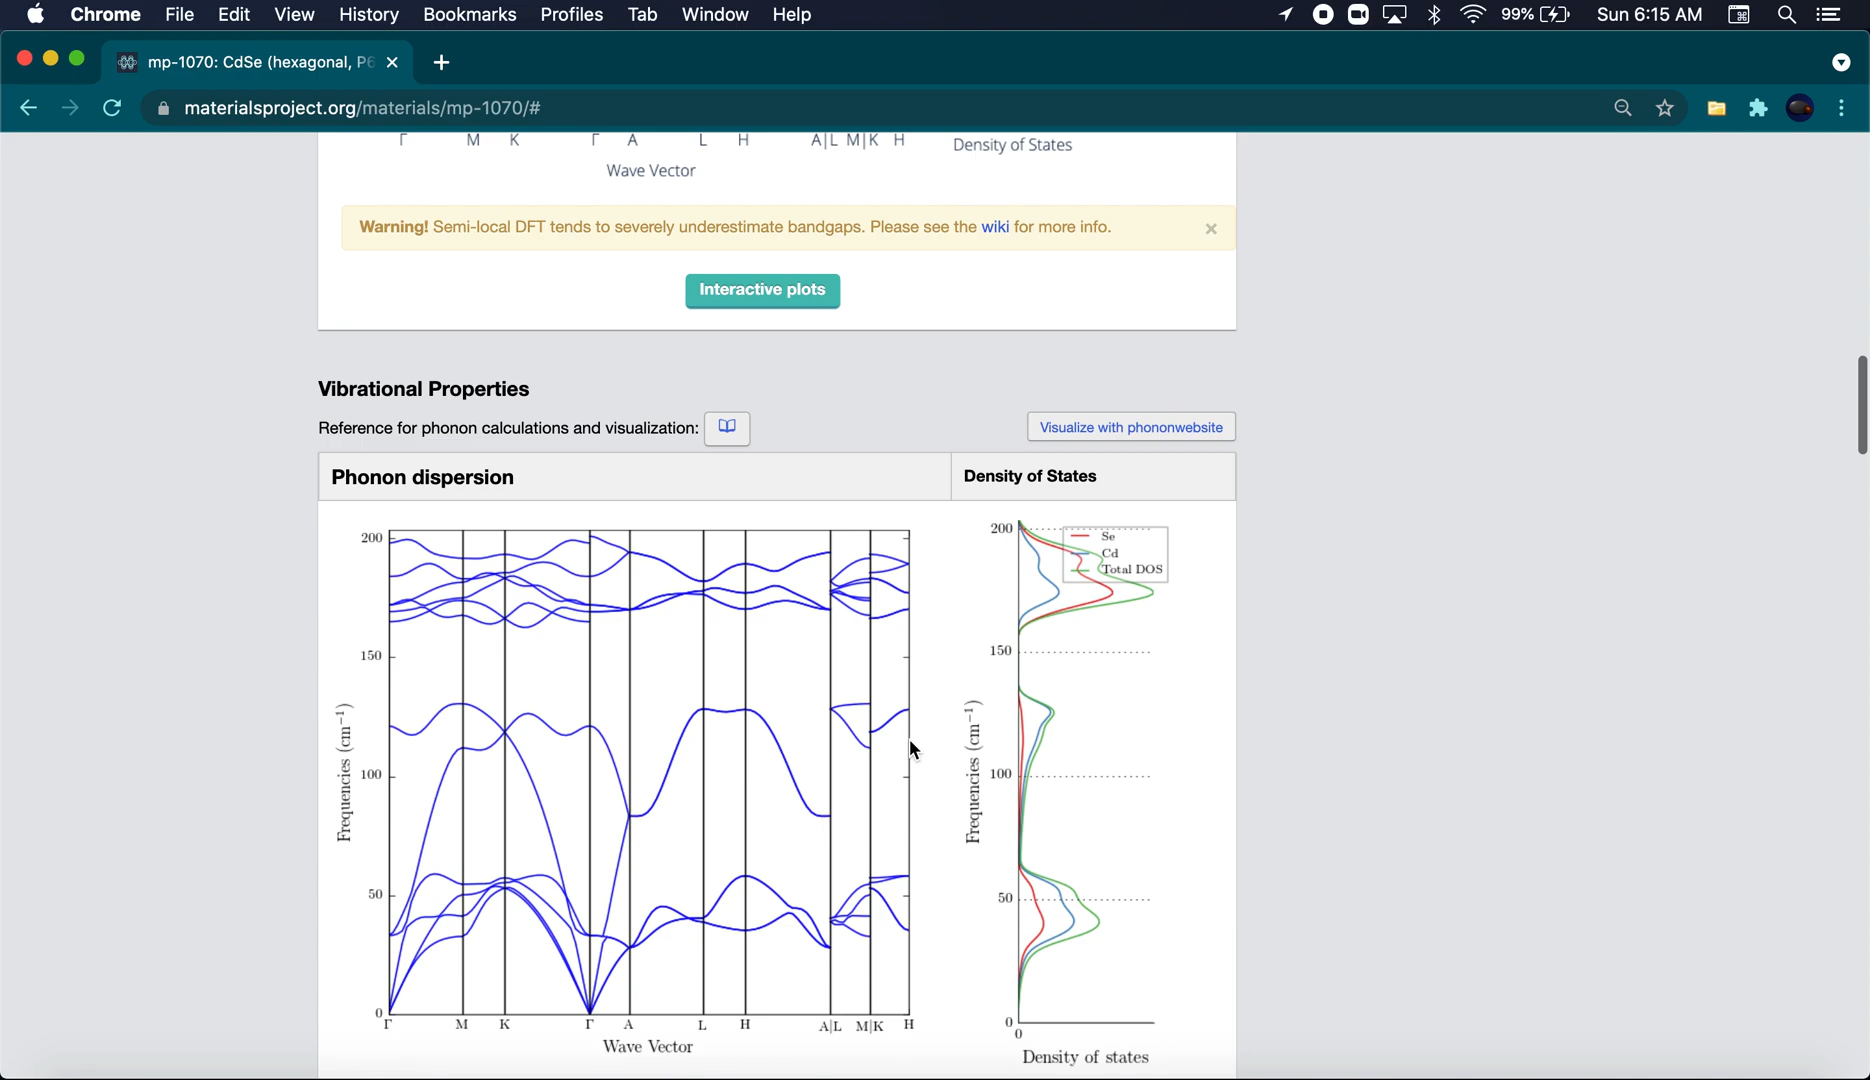 Chrome File Edit View History Bookmarks Profiles Tab Window Help 99% Sun 6:15 AM
mp-1070: CdSe (hexagonal, P6
materialsproject.org/materials/mp-1070/#
Γ M K Γ A L H A|L M|K H
Density of States
Wave Vector
Warning! Semi-local DFT tends to severely underestimate bandgaps. Please see the wiki for more info. ×
Interactive plots
Vibrational Properties
Reference for phonon calculations and visualization:
Visualize with phononwebsite
Phonon dispersion
Density of States
200
150
100
50
0
Frequencies (cm⁻¹)
Γ M K Γ A L H A|L M|K H
Wave Vector
200
150
100
50
0
Frequencies (cm⁻¹)
Se
Cd
Total DOS
0
Density of states